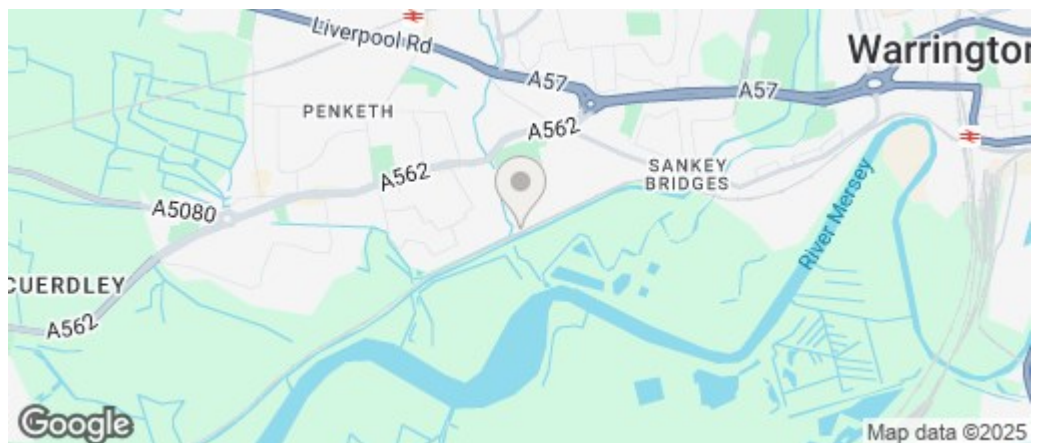 Liverpool Rd
Warrington
A57
A57
PENKETH
A562
SANKEY
BRIDGES
A562
A5080
River Mersey
CUERDLEY
A562
Google
Map data ©2025